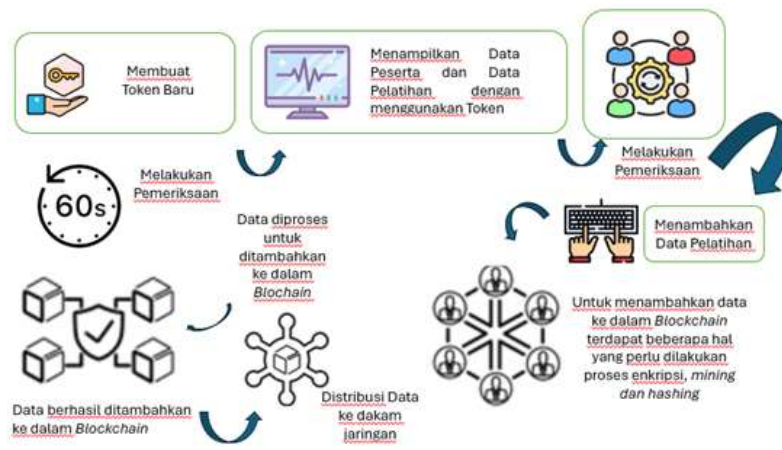 Membuat
Token Baru
Menampilkan Data
Peserta dan Data
Pelatihan dengan
menggunakan Token
Melakukan
Pemeriksaan
Menambahkan
Data Pelatihan
60s
Melakukan
Pemeriksaan
Data diproses
untuk
ditambahkan
ke dalam
Blochain
Untuk menambahkan data
ke dalam Blockchain
terdapat beberapa hal
yang perlu dilakukan
proses enkripsi, mining
dan hashing
Data berhasil ditambahkan
ke dalam Blockchain
Distribusi Data
ke dakam
jaringan